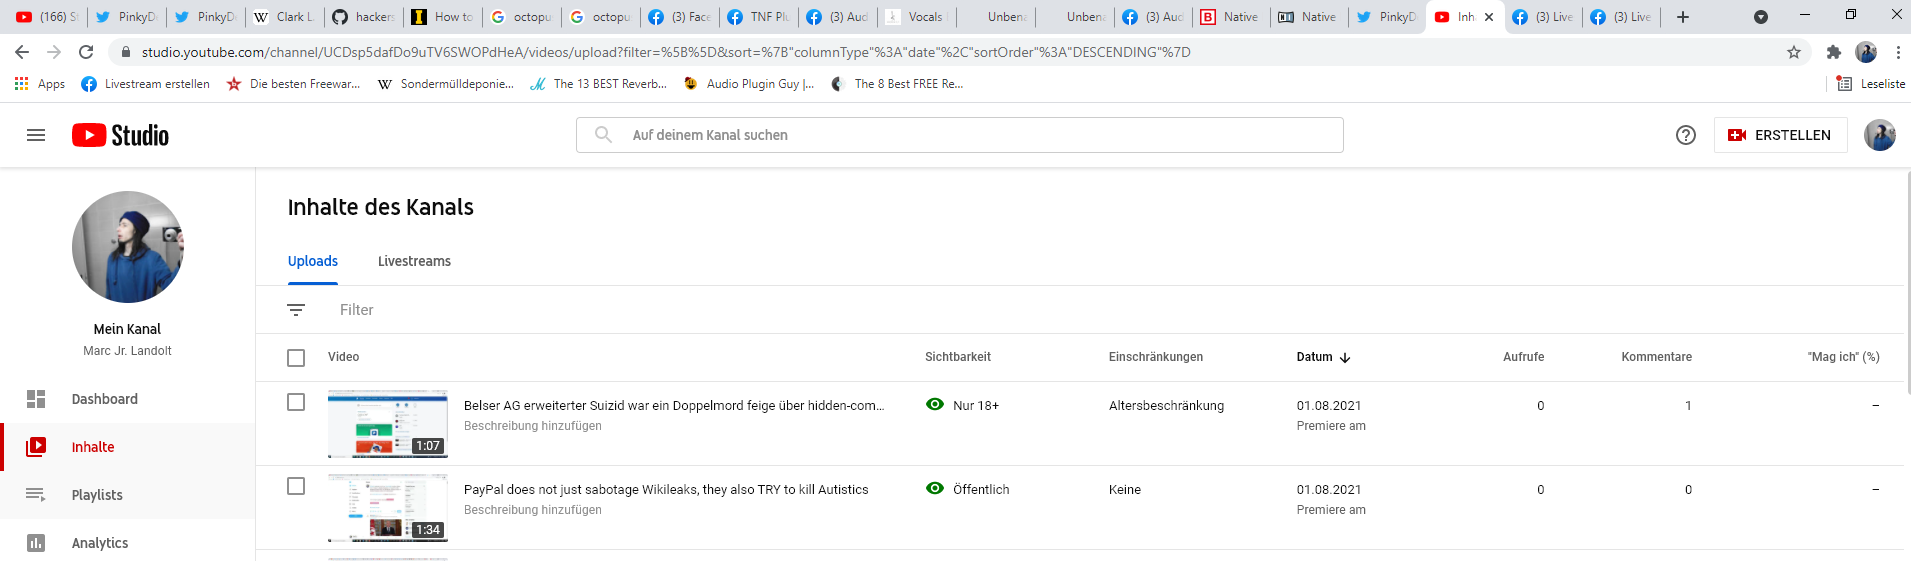 (166) S
PinkyD
PinkyD
Clark L
hackers
How to
octopu
octopu
(3) Face
TNF Plu
(3) Aud
Vocals
Unben
Unben
(3) Aud
Native
Native
PinkyD
Inh
(3) Live
(3) Live
studio.youtube.com/channel/UCDsp5dafDo9uTV6SWOPdHeA/videos/upload?filter=%5B%5D&sort=%7B"columnType"%3A"date"%2C"sortOrder"%3A"DESCENDING"%7D
Apps
Livestream erstellen
Die besten Freewar...
Sondermülldeponie...
The 13 BEST Reverb...
Audio Plugin Guy |...
The 8 Best FREE Re...
Leseliste
Studio
Auf deinem Kanal suchen
ERSTELLEN
Mein Kanal
Marc Jr. Landolt
Dashboard
Inhalte
Playlists
Analytics
Inhalte des Kanals
Uploads Livestreams
Filter
Video Sichtbarkeit Einschränkungen Datum Aufrufe Kommentare "Mag ich" (%)
1:07
Belser AG erweiterter Suizid war ein Doppelmord feige über hidden-com... Nur 18+ Altersbeschränkung 01.08.2021 0 1 –
Beschreibung hinzufügen Premiere am
1:34
PayPal does not just sabotage Wikileaks, they also TRY to kill Autistics Öffentlich Keine 01.08.2021 0 0 –
Beschreibung hinzufügen Premiere am